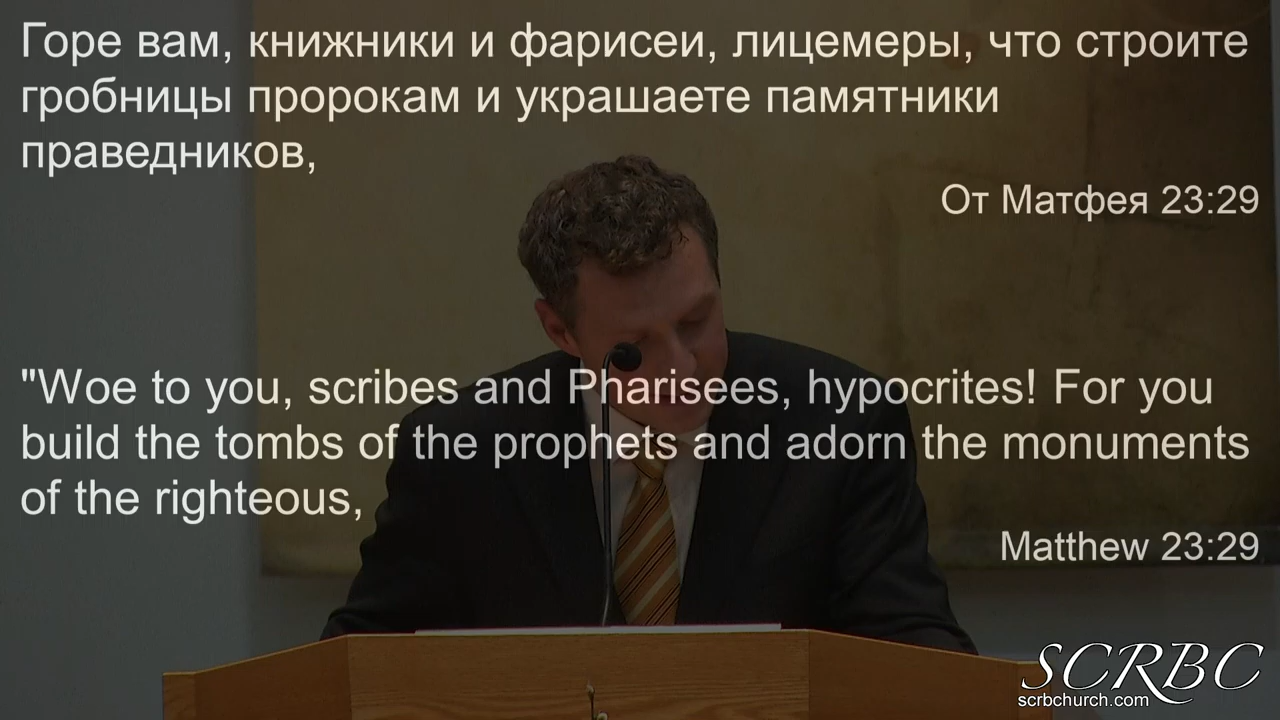 Горе вам, книжники и фарисеи, лицемеры, что строите
гробницы пророкам и украшаете памятники
праведников,
От Матфея 23:29
"Woe to you, scribes and Pharisees, hypocrites! For you
build the tombs of the prophets and adorn the monuments
of the righteous,
Matthew 23:29
SCRBC
scrbchurch.com